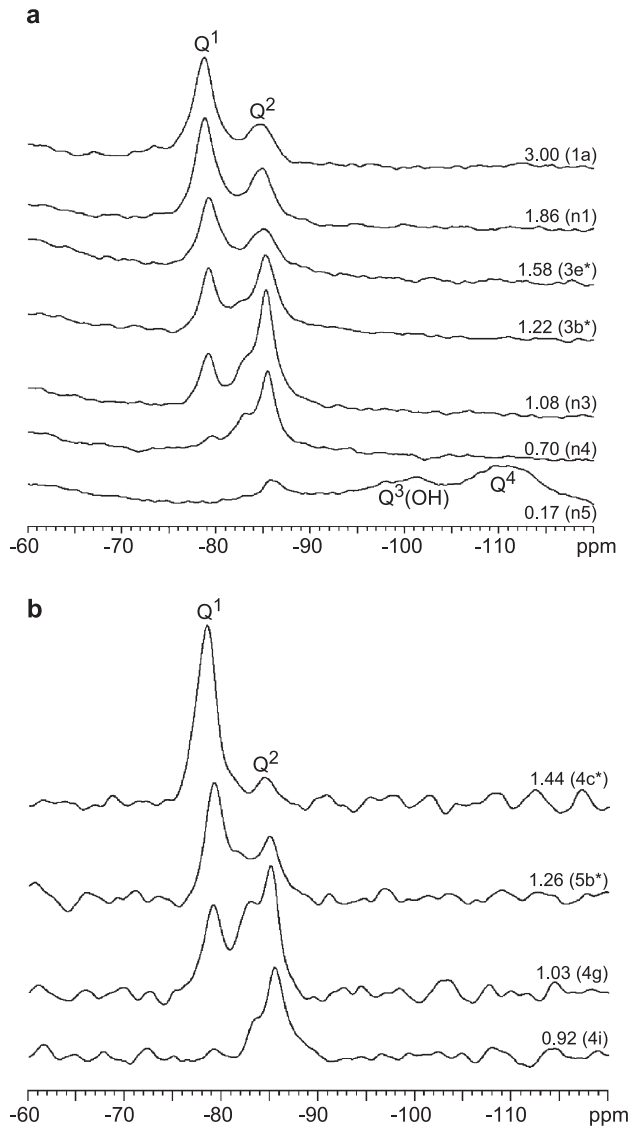 a
Q1
Q2
3.00 (1a)
1.86 (n1)
1.58 (3e*)
1.22 (3b*)
1.08 (n3)
0.70 (n4)
Q3(OH) Q4
0.17 (n5)
-60 -70 -80 -90 -100 -110 ppm
b
Q1
Q2
1.44 (4c*)
1.26 (5b*)
1.03 (4g)
0.92 (4i)
-60 -70 -80 -90 -100 -110 ppm